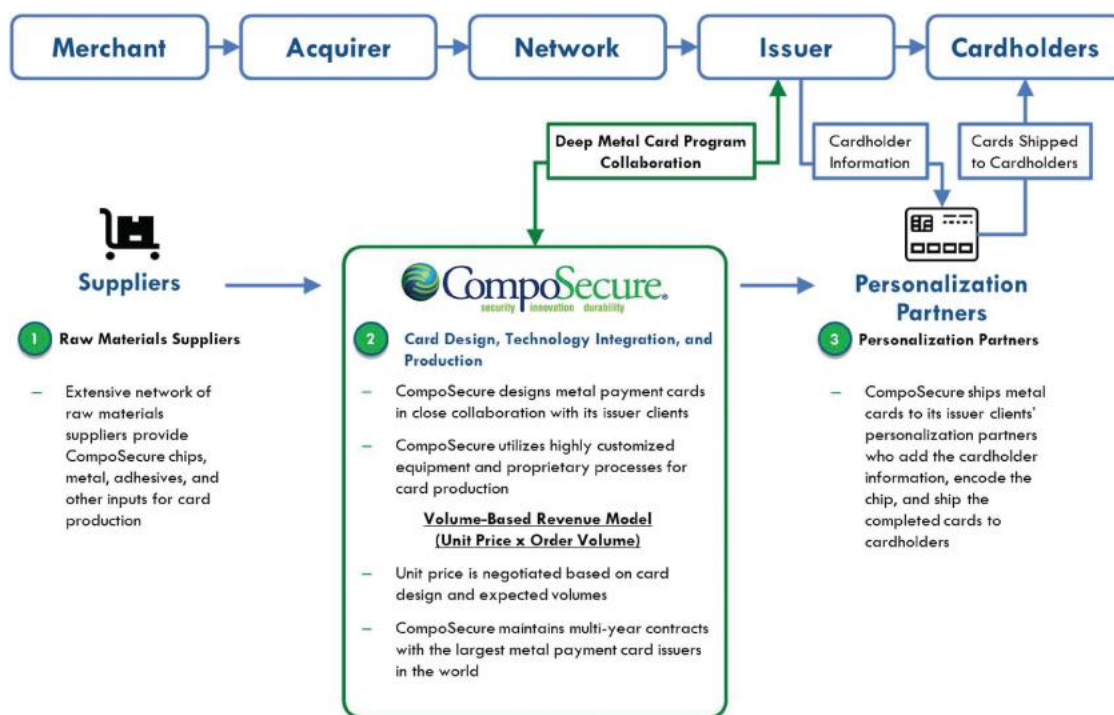 Merchant
Acquirer
Network
Issuer
Cardholders
Deep Metal Card Program
Collaboration
Cardholder
Information
Cards Shipped
to Cardholders
Suppliers
CompoSecure®
security innovation durability
Personalization
Partners
1 Raw Materials Suppliers
– Extensive network of
raw materials
suppliers provide
CompoSecure chips,
metal, adhesives, and
other inputs for card
production
2 Card Design, Technology Integration, and
Production
– CompoSecure designs metal payment cards
in close collaboration with its issuer clients
– CompoSecure utilizes highly customized
equipment and proprietary processes for
card production
Volume-Based Revenue Model
(Unit Price x Order Volume)
– Unit price is negotiated based on card
design and expected volumes
– CompoSecure maintains multi-year contracts
with the largest metal payment card issuers
in the world
3 Personalization Partners
– CompoSecure ships metal
cards to its issuer clients'
personalization partners
who add the cardholder
information, encode the
chip, and ship the
completed cards to
cardholders